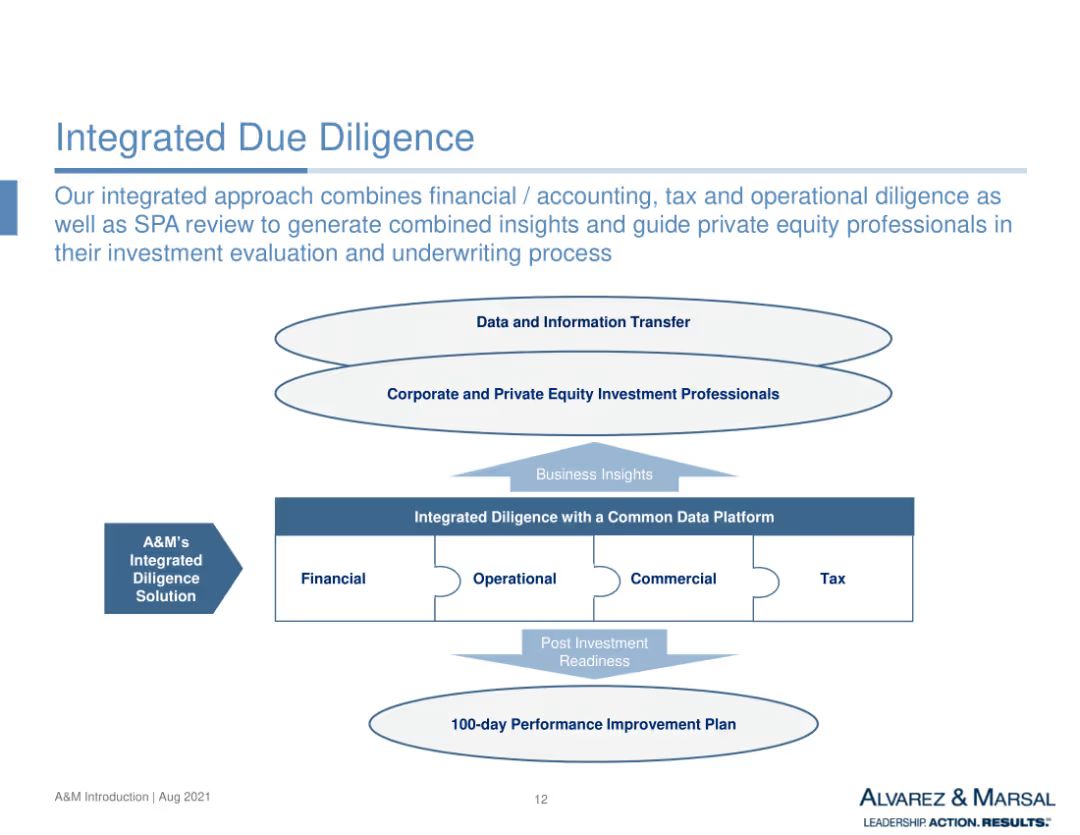 Integrated Due Diligence
Our integrated approach combines financial / accounting, tax and operational diligence as
well as SPA review to generate combined insights and guide private equity professionals in
their investment evaluation and underwriting process
Data and Information Transfer
Corporate and Private Equity Investment Professionals
Business Insights
Integrated Diligence with a Common Data Platform
A&M's
Integrated
Diligence
Solution
Financial
Operational
Commercial
Tax
Post Investment
Readiness
100-day Performance Improvement Plan
A&M Introduction | Aug 2021
12
ALVAREZ & MARSAL
LEADERSHIP. ACTION. RESULTS.℠